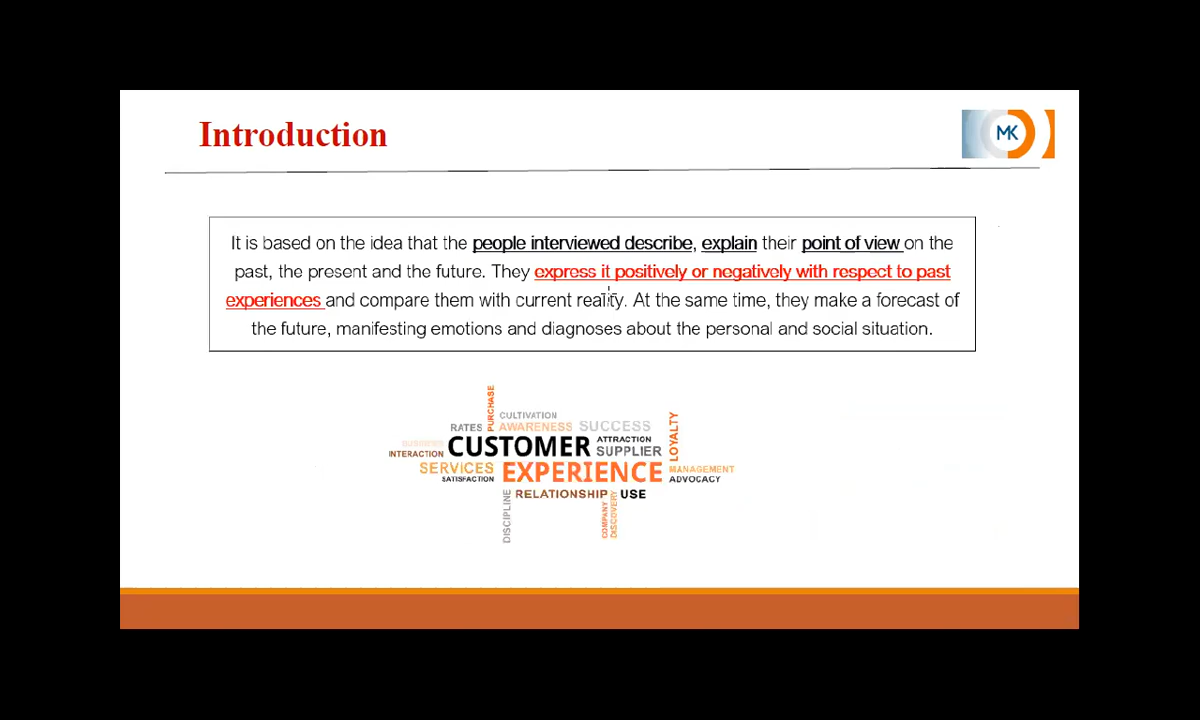 Introduction
MK
It is based on the idea that the people interviewed describe, explain their point of view on the
past, the present and the future. They express it positively or negatively with respect to past
experiences and compare them with current reality. At the same time, they make a forecast of
the future, manifesting emotions and diagnoses about the personal and social situation.
PURCHASE
CULTIVATION
RATES
AWARENESS
SUCCESS
LOYALTY
CUSTOMER
ATTRACTION
SUPPLIER
INTERACTION
SERVICES
EXPERIENCE
MANAGEMENT
SATISFACTION
ADVOCACY
RELATIONSHIP
USE
DISCIPLINE
COMPANY
DISCOVERY